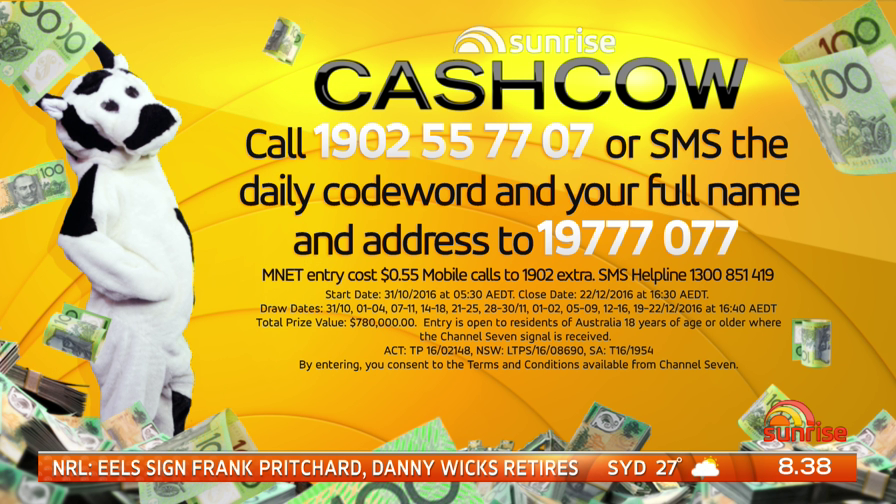 sunrise
CASHCOW
Call 1902 55 77 07 or SMS the
daily codeword and your full name
and address to 19777 077
MNET entry cost $0.55 Mobile calls to 1902 extra. SMS Helpline 1300 851 419
Start Date: 31/10/2016 at 05:30 AEDT. Close Date: 22/12/2016 at 16:30 AEDT.
Draw Dates: 31/10, 01-04, 07-11, 14-18, 21-25, 28-30/11, 01-02, 05-09, 12-16, 19-22/12/2016 at 16:40 AEDT
Total Prize Value: $780,000.00. Entry is open to residents of Australia 18 years of age or older where
the Channel Seven signal is received.
ACT: TP 16/02148, NSW: LTPS/16/08690, SA: T16/1954
By entering, you consent to the Terms and Conditions available from Channel Seven.
100
100
100
sunrise
NRL: EELS SIGN FRANK PRITCHARD, DANNY WICKS RETIRES SYD 27° 8.38